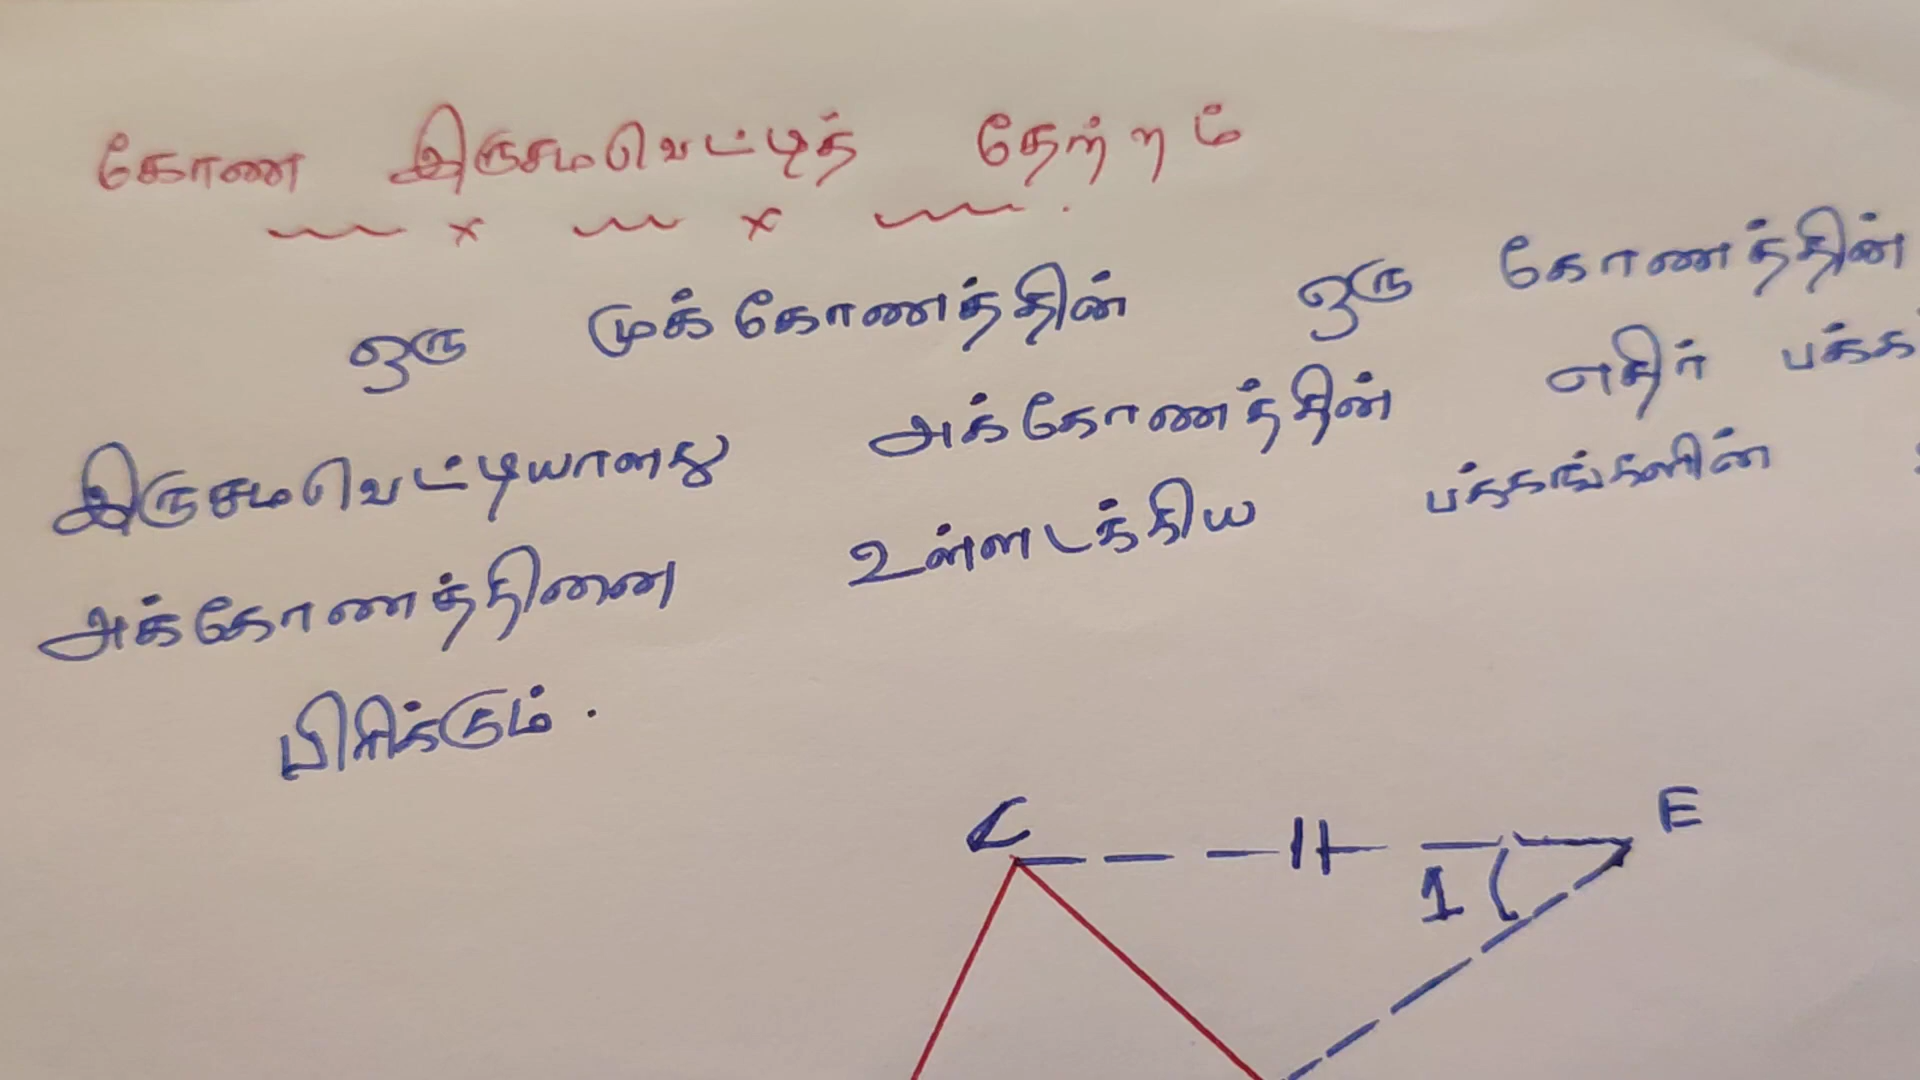 கோண இருசமவெட்டித் தேற்றம்
ஒரு முக்கோணத்தின் ஒரு கோணத்தின்
இருசமவெட்டியானது அக்கோணத்தின் எதிர்
அக்கோணத்தினை உள்ளடக்கிய பக்கங்களின்
பிரிக்கும்.
C E
1